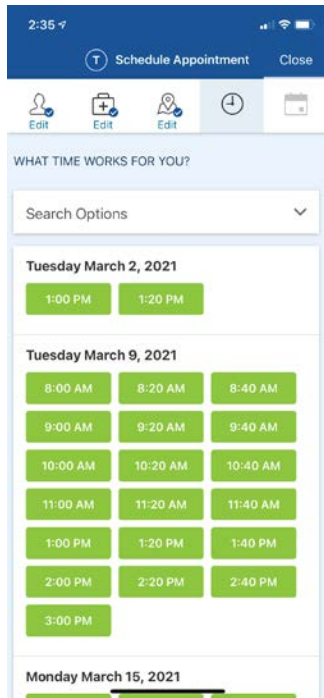 2:35
T Schedule Appointment Close
Edit Edit Edit
WHAT TIME WORKS FOR YOU?
Search Options
Tuesday March 2, 2021
1:00 PM 1:20 PM
Tuesday March 9, 2021
8:00 AM 8:20 AM 8:40 AM
9:00 AM 9:20 AM 9:40 AM
10:00 AM 10:20 AM 10:40 AM
11:00 AM 11:20 AM 11:40 AM
1:00 PM 1:20 PM 1:40 PM
2:00 PM 2:20 PM 2:40 PM
3:00 PM
Monday March 15, 2021